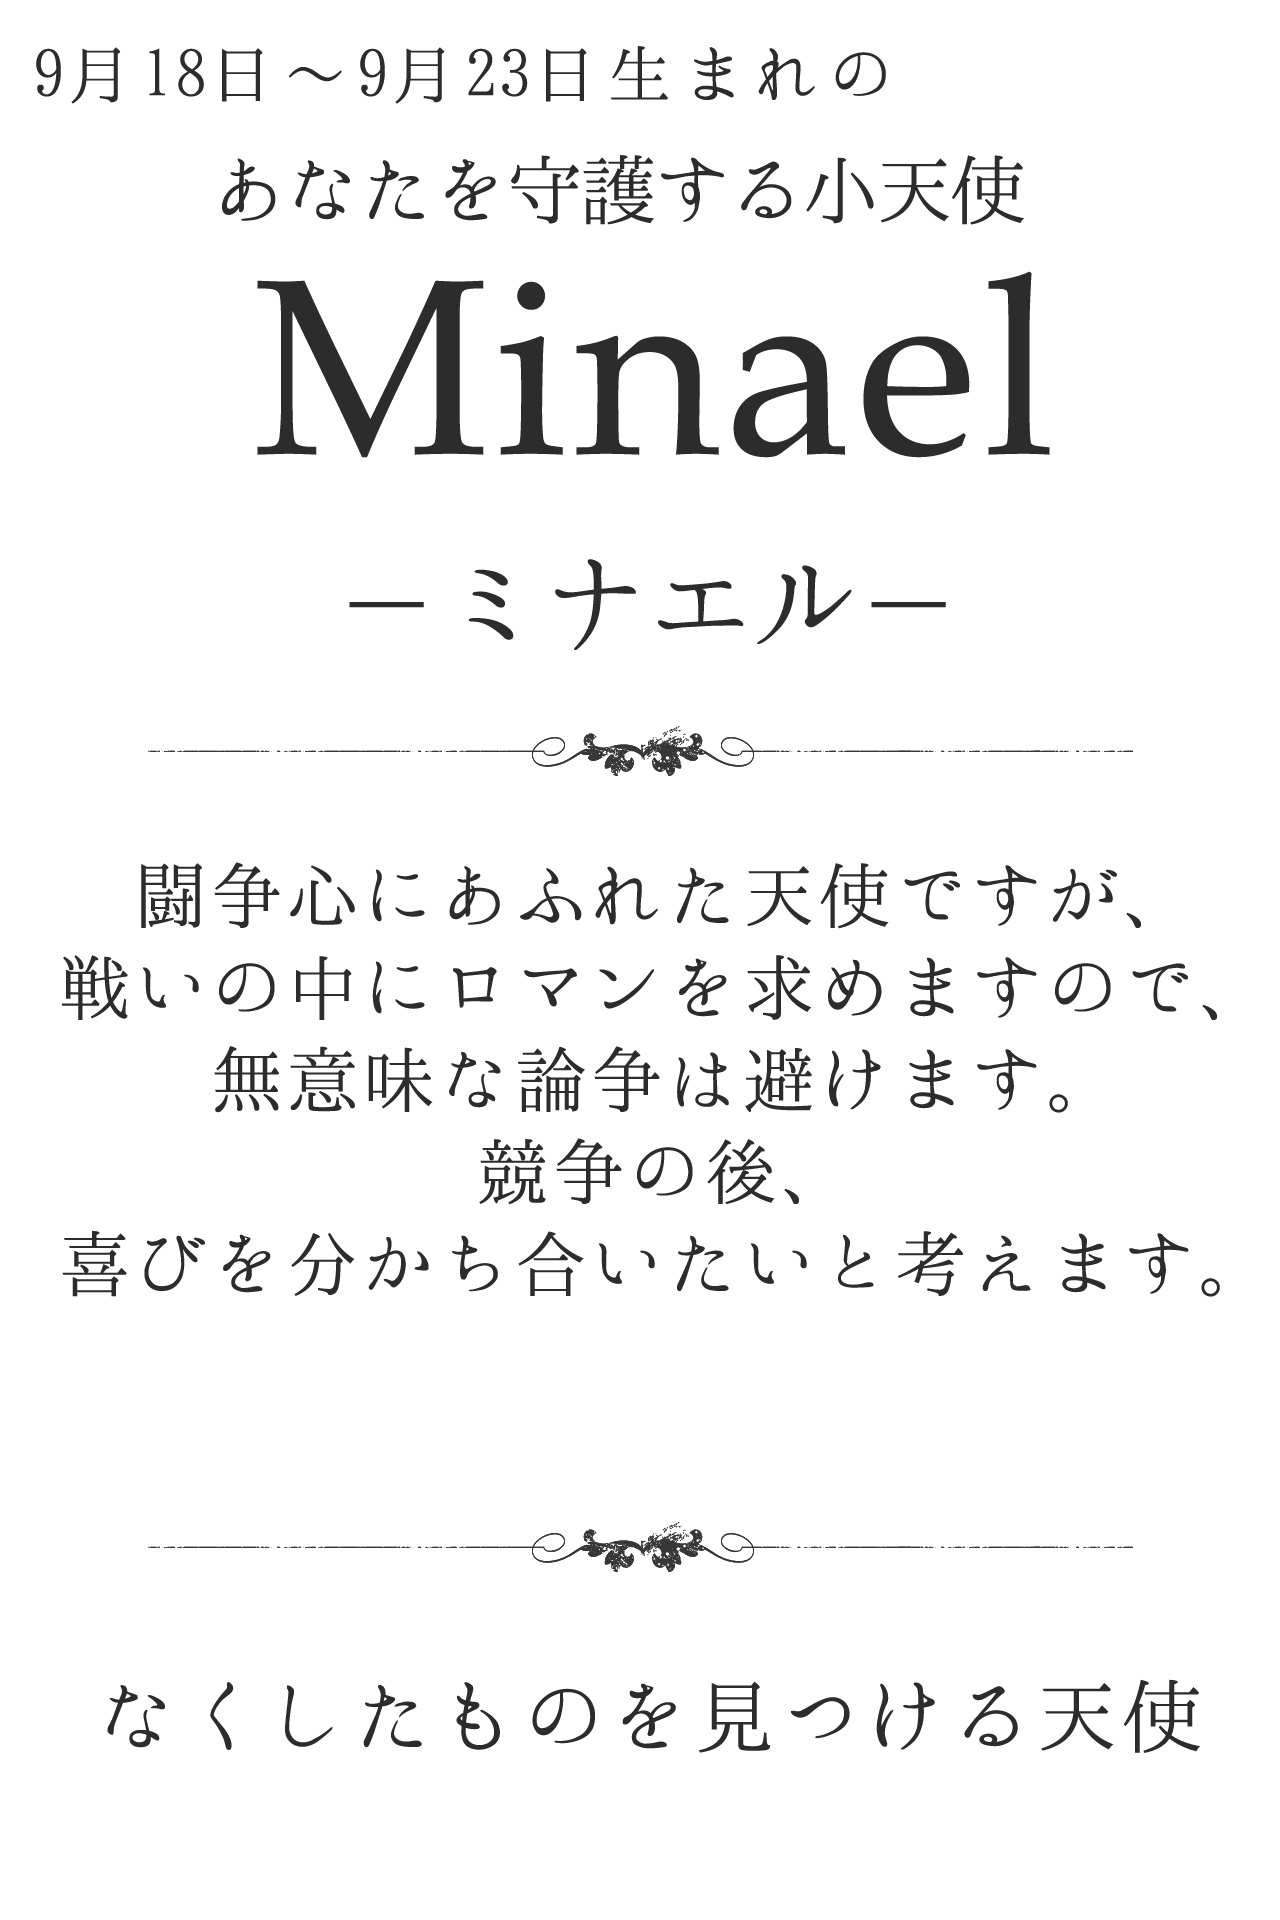 9月18日～9月23日生まれの
あなたを守護する小天使
Minael
―ミナエル―
闘争心にあふれた天使ですが、
戦いの中にロマンを求めますので、
無意味な論争は避けます。
競争の後、
喜びを分かち合いたいと考えます。
なくしたものを見つける天使